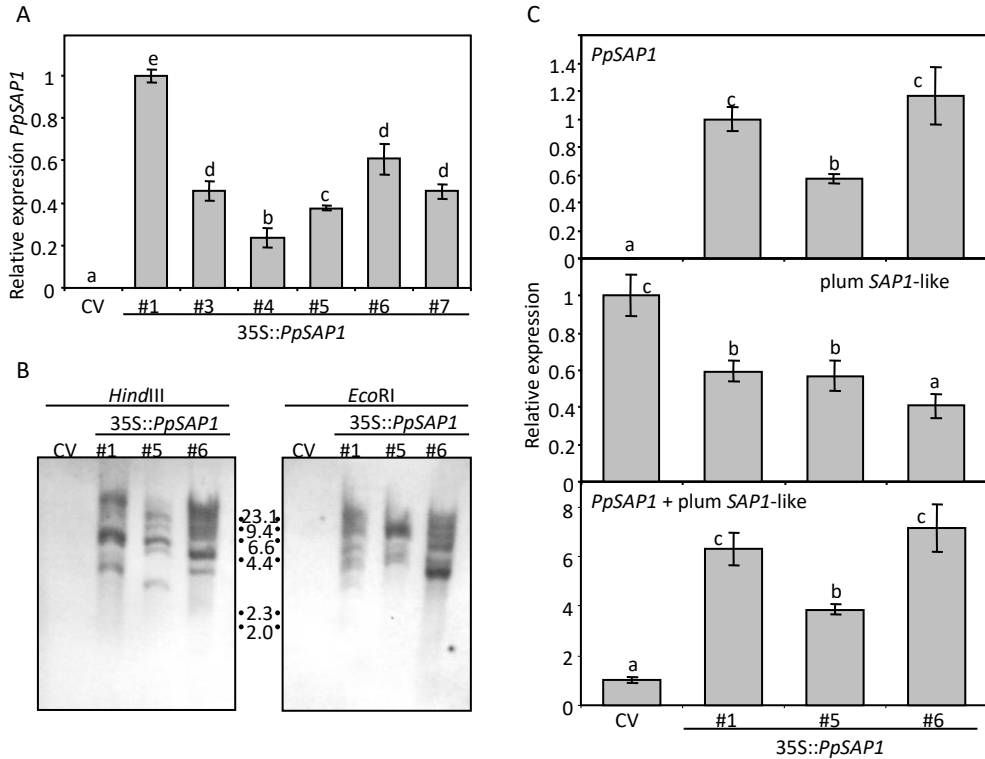 A
Relative expresión PpSAP1
1
0.8
0.6
0.4
0.2
0
a
e
d
b
c
d
d
CV
#1
#3
#4
#5
#6
#7
35S::PpSAP1
B
HindIII
35S::PpSAP1
CV
#1
#5
#6
EcoRI
35S::PpSAP1
CV
#1
#5
#6
•23.1•
•9.4•
•6.6•
•4.4•
•2.3•
•2.0•
C
PpSAP1
1.4
1.2
1
0.8
0.6
0.4
0.2
0
a
c
b
c
plum SAP1-like
Relative expression
1
0.8
0.6
0.4
0.2
0
c
b
b
a
PpSAP1 + plum SAP1-like
8
6
4
2
0
a
c
b
c
CV
#1
#5
#6
35S::PpSAP1